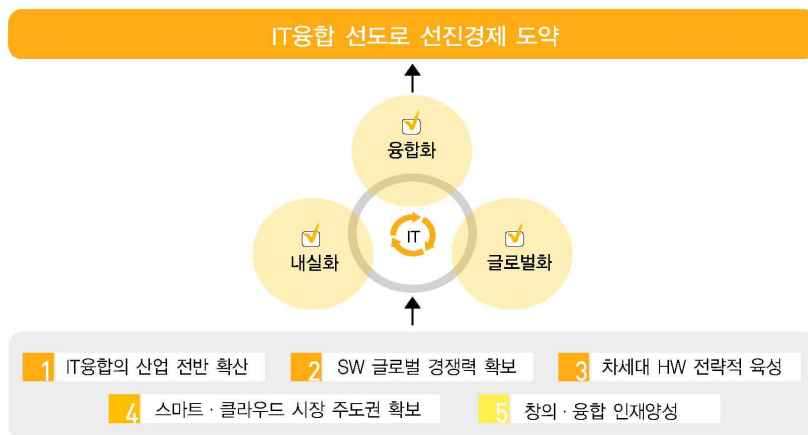 IT융합 선도로 선진경제 도약
융합화
내실화
IT
글로벌화
1 IT융합의 산업 전반 확산
2 SW 글로벌 경쟁력 확보
3 차세대 HW 전략적 육성
4 스마트·클라우드 시장 주도권 확보
5 창의·융합 인재양성